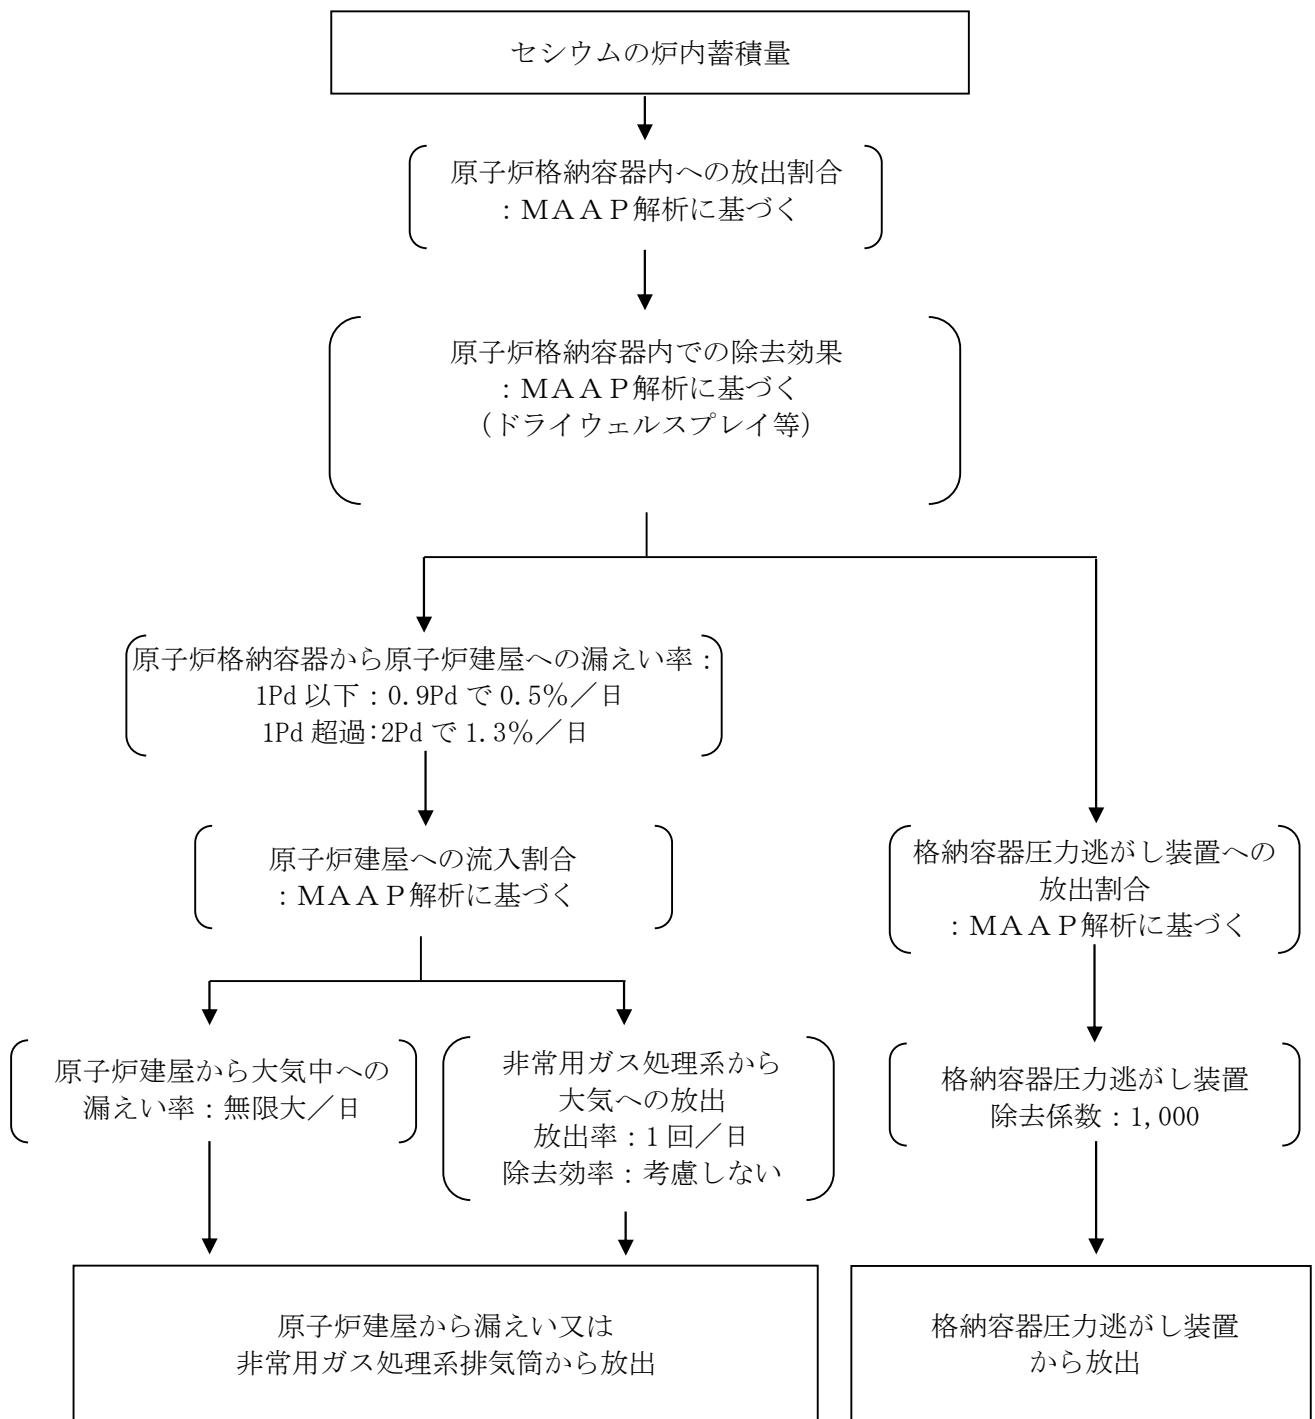 セシウムの炉内蓄積量
原子炉格納容器内への放出割合
：ＭＡＡＰ解析に基づく
原子炉格納容器内での除去効果
：ＭＡＡＰ解析に基づく
（ドライウェルスプレイ等）
原子炉格納容器から原子炉建屋への漏えい率：
1Pd 以下：0.9Pd で 0.5％／日
1Pd 超過：2Pd で 1.3％／日
原子炉建屋への流入割合
：ＭＡＡＰ解析に基づく
格納容器圧力逃がし装置への
放出割合
：ＭＡＡＰ解析に基づく
原子炉建屋から大気中への
漏えい率：無限大／日
非常用ガス処理系から
大気への放出
放出率：1 回／日
除去効率：考慮しない
格納容器圧力逃がし装置
除去係数：1,000
原子炉建屋から漏えい又は
非常用ガス処理系排気筒から放出
格納容器圧力逃がし装置
から放出